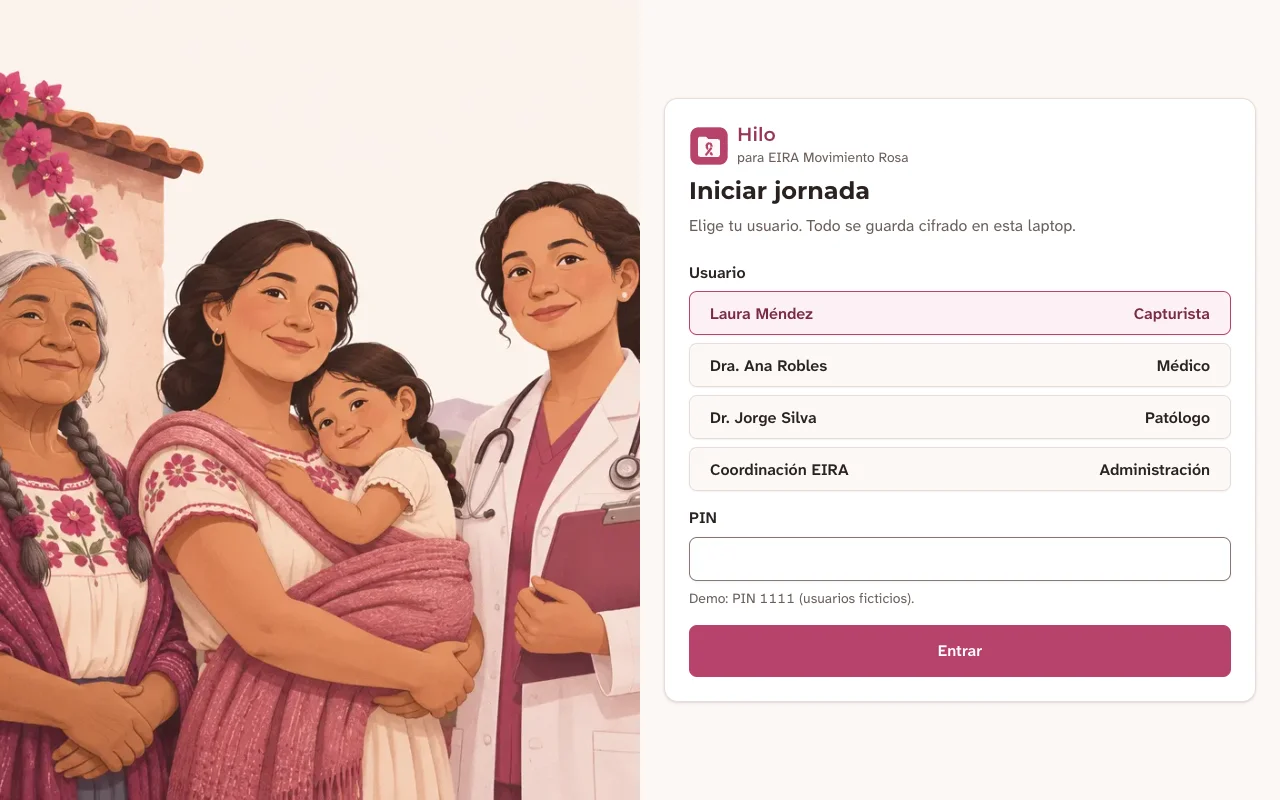 Hilo
para EIRA Movimiento Rosa
Iniciar jornada
Elige tu usuario. Todo se guarda cifrado en esta laptop.
Usuario
Laura Méndez Capturista
Dra. Ana Robles Médico
Dr. Jorge Silva Patólogo
Coordinación EIRA Administración
PIN
Demo: PIN 1111 (usuarios ficticios).
Entrar